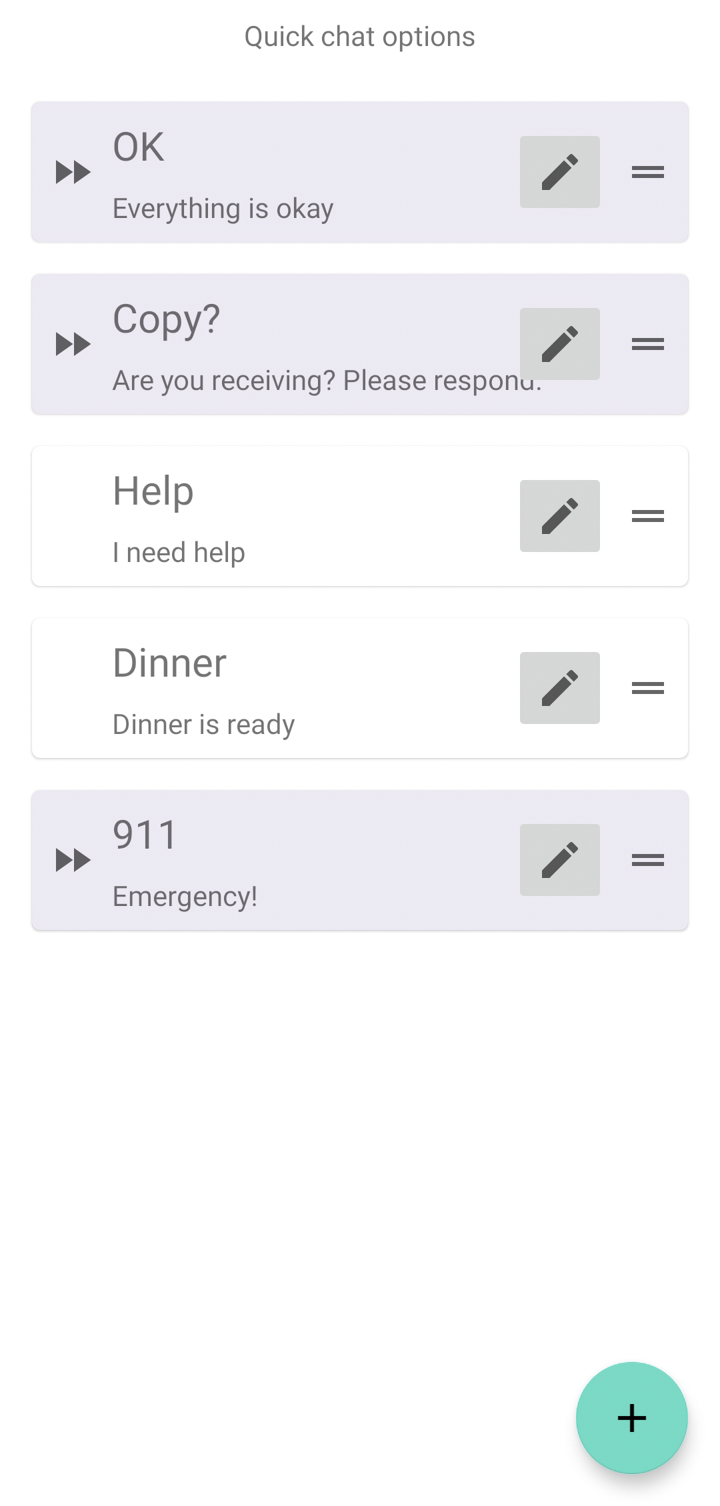 Quick chat options
OK
Everything is okay
Copy?
Are you receiving? Please respond.
Help
I need help
Dinner
Dinner is ready
911
Emergency!